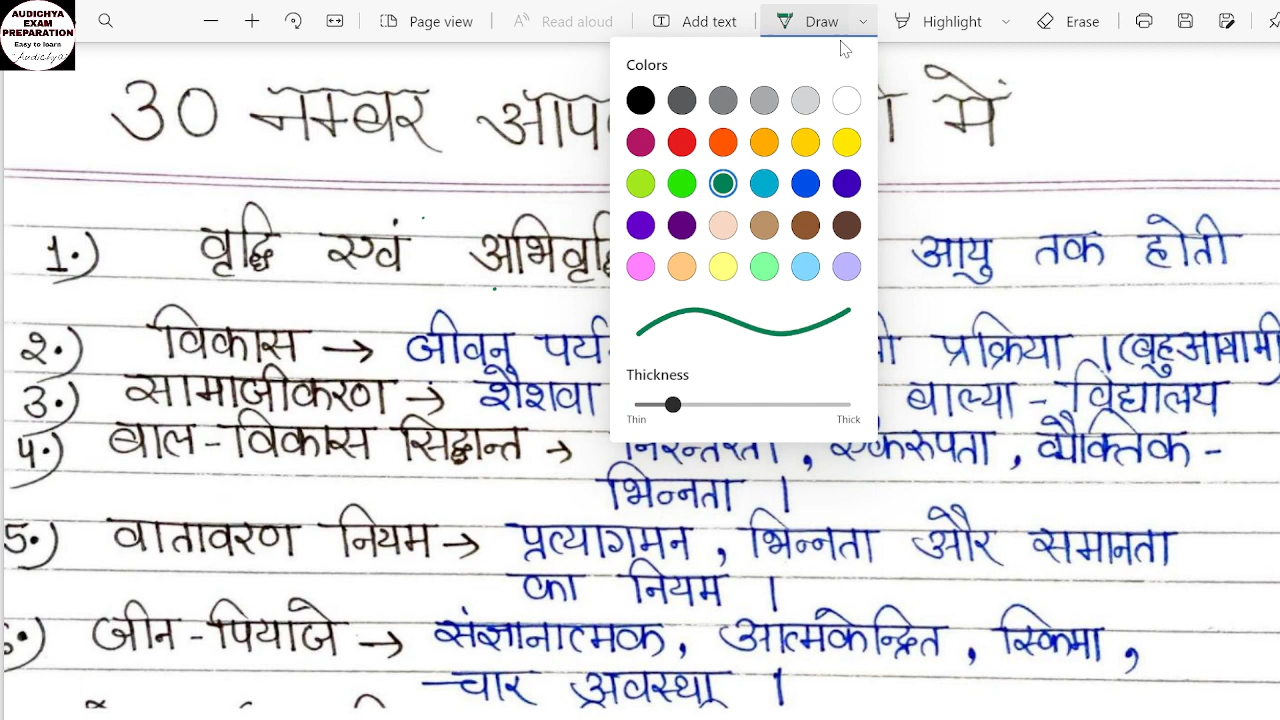 AUDICHYA
EXAM
PREPARATION
Easy to learn
"Audichya"
Page view
Read aloud
Add text
Draw
Highlight
Erase
Colors
Thickness
Thin
Thick
30 नम्बर में
1.) वृद्धि एवं आयु तक होती
2.) विकास → जीवन प्रक्रिया । (बहुआयामी
3.) सामाजीकरण → शैशवा बाल्या - विद्यालय
4.) बाल - विकास सिद्धान्त → निरन्तरता , एकरुपता , वैयक्तिक -
भिन्नता ।
5.) वातावरण नियम → प्रत्यागमन , भिन्नता और समानता
का नियम ।
6.) जीन - पियाजे → संज्ञानात्मक , आत्मकेन्द्रित , स्किमा ,
चार अवस्था ।